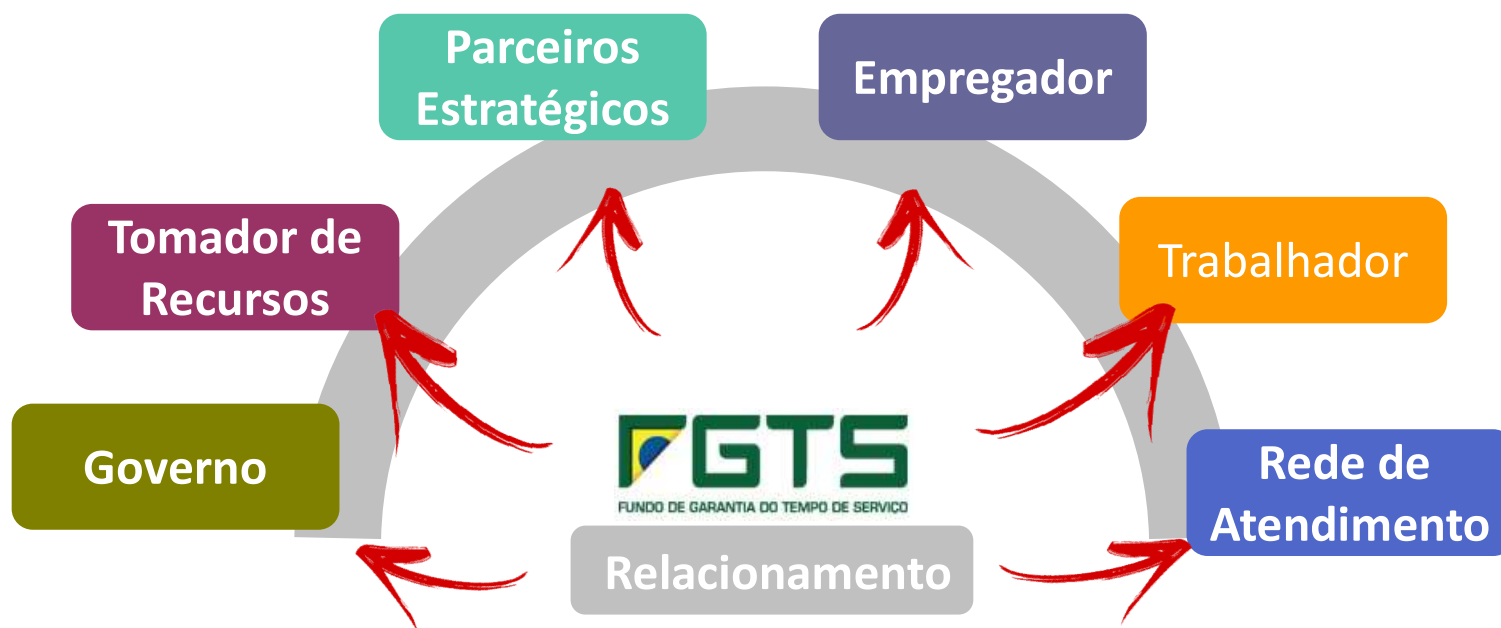 Parceiros
Estratégicos
Empregador
Tomador de
Recursos
Trabalhador
Governo
FGTS
FUNDO DE GARANTIA DO TEMPO DE SERVIÇO
Rede de
Atendimento
Relacionamento